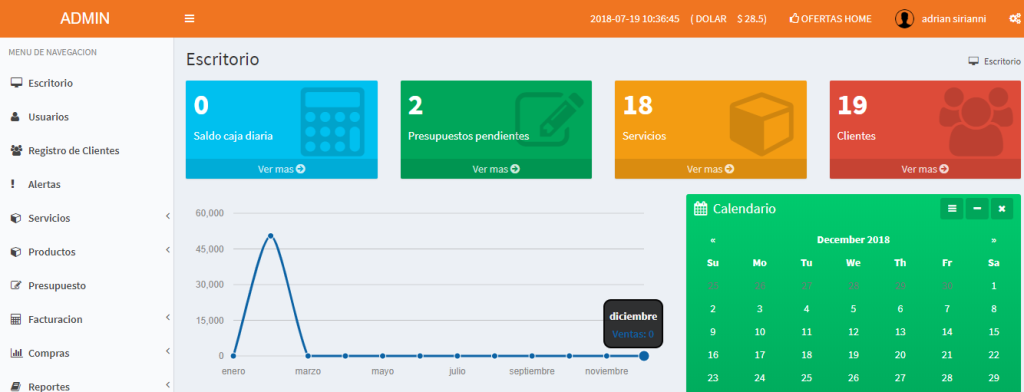 ADMIN
2018-07-19 10:36:45 ( DOLAR $ 28.5) OFERTAS HOME adrian sirianni
MENU DE NAVEGACION
Escritorio
Usuarios
Registro de Clientes
Alertas
Servicios
Productos
Presupuesto
Facturacion
Compras
Reportes
Escritorio
Escritorio
0
Saldo caja diaria
Ver mas
2
Presupuestos pendientes
Ver mas
18
Servicios
Ver mas
19
Clientes
Ver mas
60,000
45,000
30,000
15,000
0
enero marzo mayo julio septiembre noviembre
diciembre
Ventas: 0
Calendario
« December 2018 »
Su Mo Tu We Th Fr Sa
25 26 27 28 29 30 1
2 3 4 5 6 7 8
9 10 11 12 13 14 15
16 17 18 19 20 21 22
23 24 25 26 27 28 29